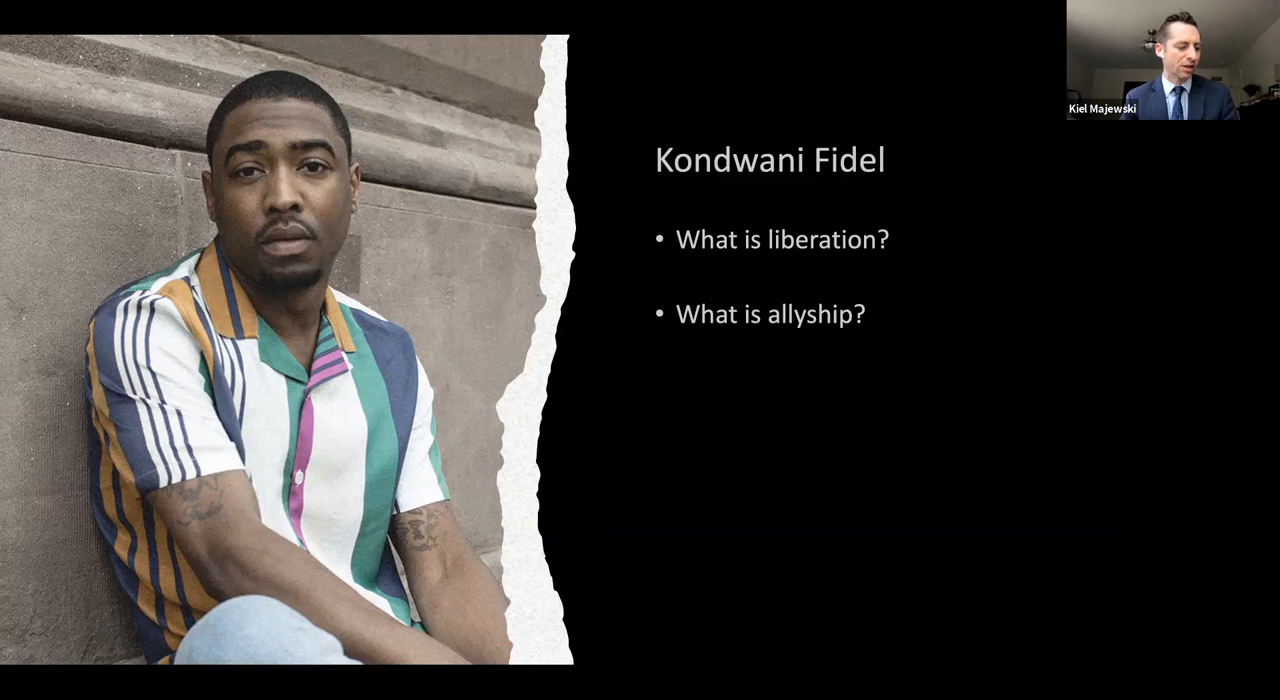 Kiel Majewski
Kondwani Fidel
• What is liberation?
• What is allyship?